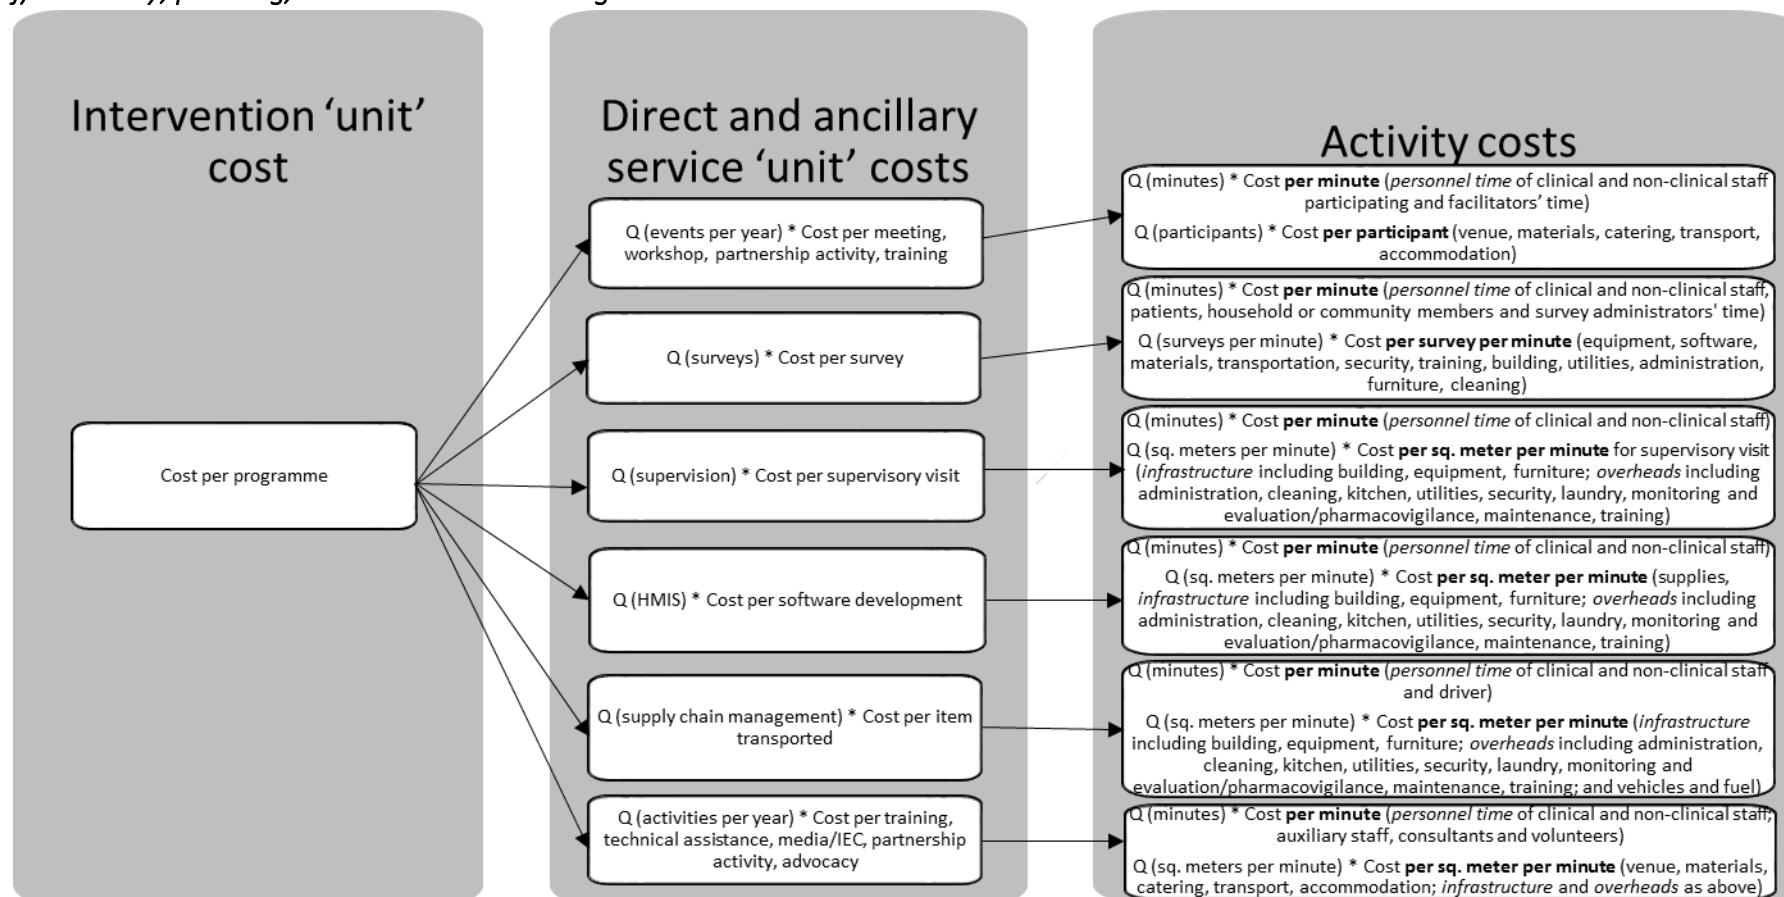 Intervention ‘unit’
cost
Cost per programme
Direct and ancillary
service ‘unit’ costs
Q (events per year) * Cost per meeting,
workshop, partnership activity, training
Q (surveys) * Cost per survey
Q (supervision) * Cost per supervisory visit
Q (HMIS) * Cost per software development
Q (supply chain management) * Cost per item
transported
Q (activities per year) * Cost per training,
technical assistance, media/IEC, partnership
activity, advocacy
Activity costs
Q (minutes) * Cost per minute (personnel time of clinical and non-clinical staff
participating and facilitators’ time)
Q (participants) * Cost per participant (venue, materials, catering, transport,
accommodation)
Q (minutes) * Cost per minute (personnel time of clinical and non-clinical staff,
patients, household or community members and survey administrators' time)
Q (surveys per minute) * Cost per survey per minute (equipment, software,
materials, transportation, security, training, building, utilities, administration,
furniture, cleaning)
Q (minutes) * Cost per minute (personnel time of clinical and non-clinical staff)
Q (sq. meters per minute) * Cost per sq. meter per minute for supervisory visit
(infrastructure including building, equipment, furniture; overheads including
administration, cleaning, kitchen, utilities, security, laundry, monitoring and
evaluation/pharmacovigilance, maintenance, training)
Q (minutes) * Cost per minute (personnel time of clinical and non-clinical staff)
Q (sq. meters per minute) * Cost per sq. meter per minute (supplies,
infrastructure including building, equipment, furniture; overheads including
administration, cleaning, kitchen, utilities, security, laundry, monitoring and
evaluation/pharmacovigilance, maintenance, training)
Q (minutes) * Cost per minute (personnel time of clinical and non-clinical staff
and driver)
Q (sq. meters per minute) * Cost per sq. meter per minute (infrastructure
including building, equipment, furniture; overheads including administration,
cleaning, kitchen, utilities, security, laundry, monitoring and
evaluation/pharmacovigilance, maintenance, training; and vehicles and fuel)
Q (minutes) * Cost per minute (personnel time of clinical and non-clinical staff;
auxiliary staff, consultants and volunteers)
Q (sq. meters per minute) * Cost per sq. meter per minute (venue, materials,
catering, transport, accommodation; infrastructure and overheads as above)